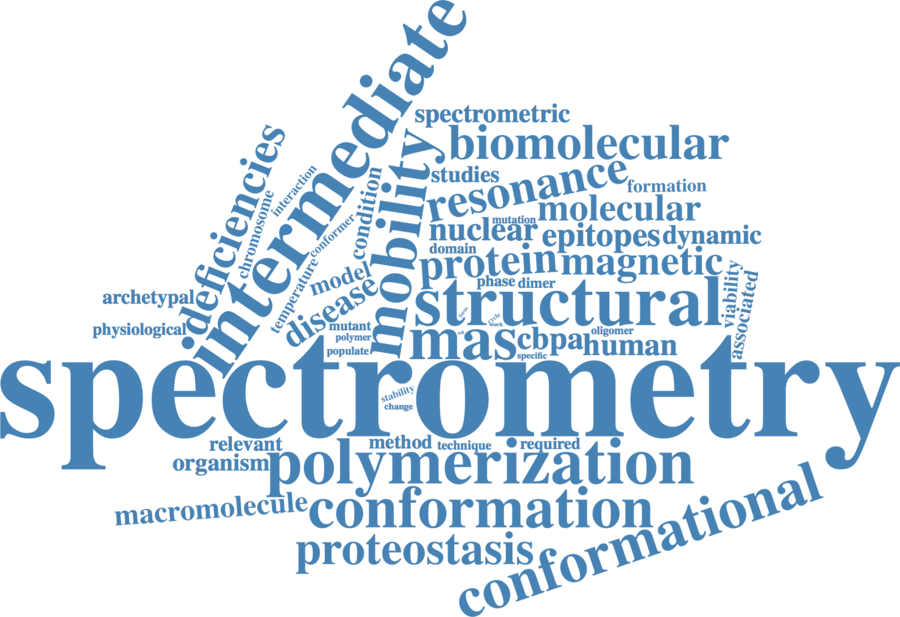 intermediate
spectrometric
biomolecular
deficiencies
interaction
chromosome
mobility
condition
studies
resonance
formation
mutation
molecular
conformer
nuclear
epitopes
dynamic
domain
temperature
model
protein
magnetic
phase
dimer
viability
associated
archetypal
disease
structural
physiological
mutant
polymer
populate
form
cycle
work
mas
cbpa
oligomer
human
specific
spectrometry
stability
change
relevant
method
technique
required
organism
polymerization
macromolecule
conformation
conformational
proteostasis